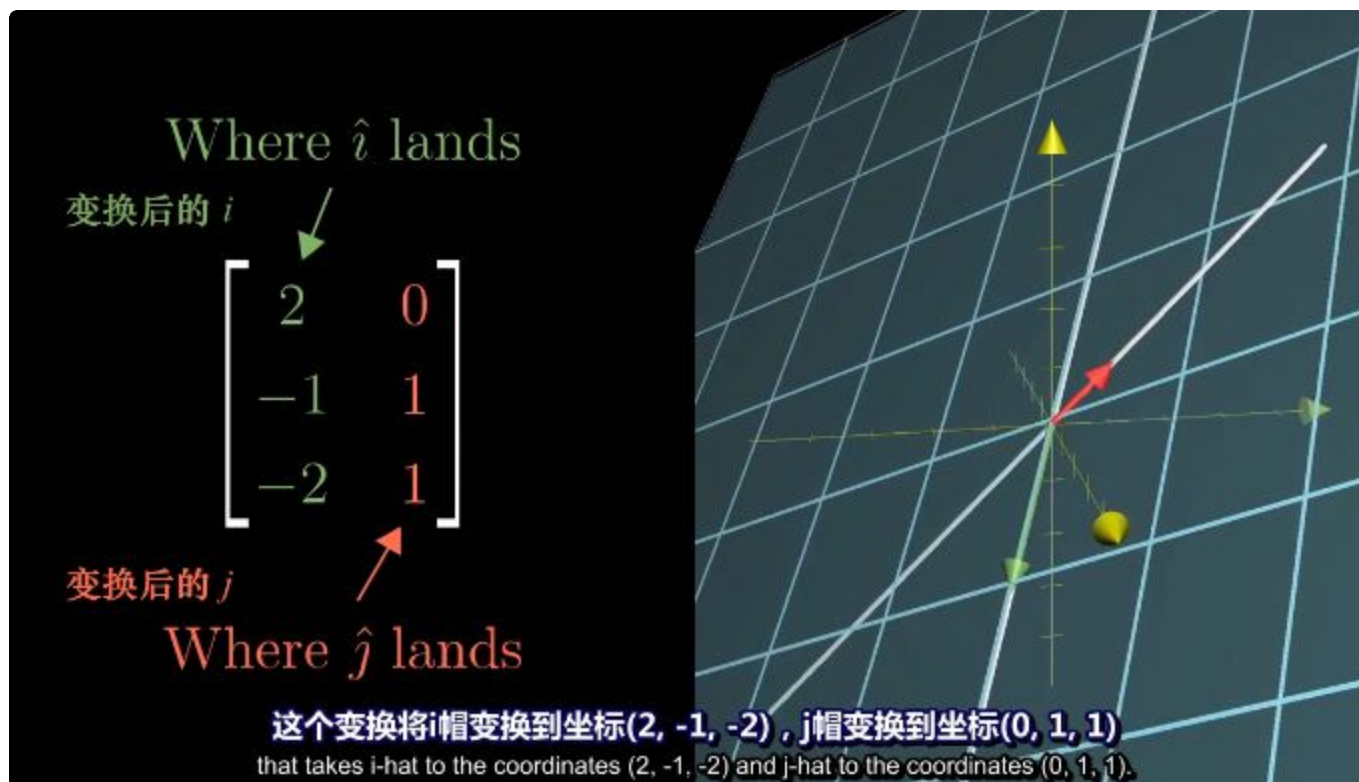 Where î lands
变换后的 i
2 0
−1 1
−2 1
变换后的 j
Where ĵ lands
这个变换将i帽变换到坐标(2, -1, -2)，j帽变换到坐标(0, 1, 1)
that takes i-hat to the coordinates (2, -1, -2) and j-hat to the coordinates (0, 1, 1).